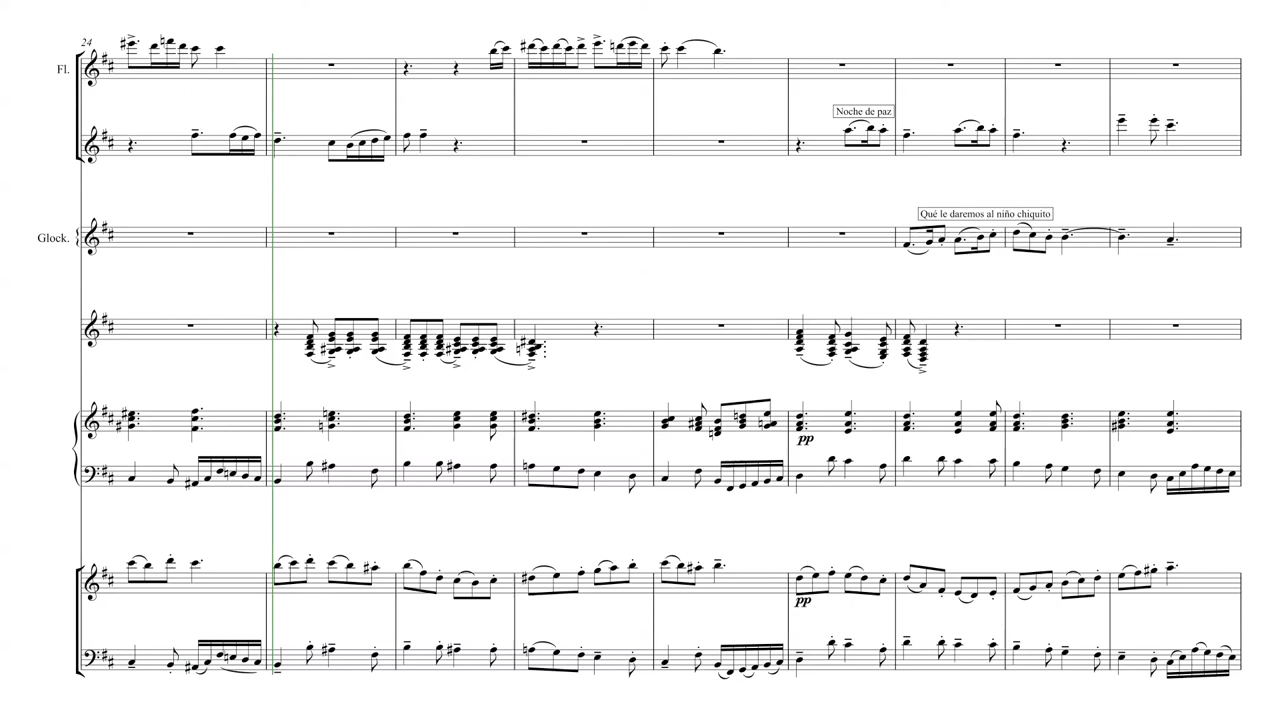 24
Fl.
Noche de paz
Qué le daremos al niño chiquito
Glock.
pp
pp